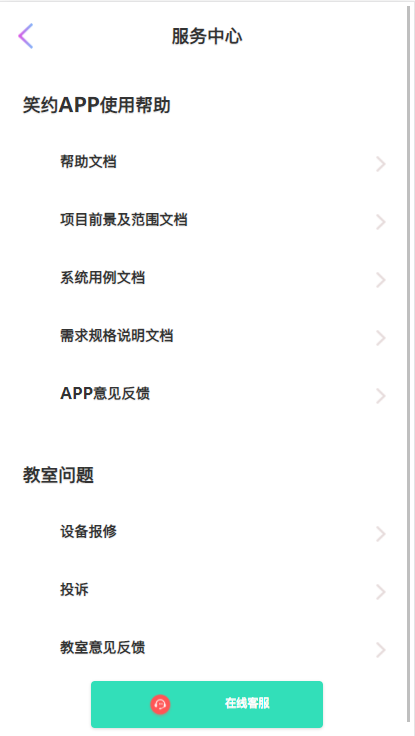 服务中心
笑约APP使用帮助
帮助文档
项目前景及范围文档
系统用例文档
需求规格说明文档
APP意见反馈
教室问题
设备报修
投诉
教室意见反馈
在线客服